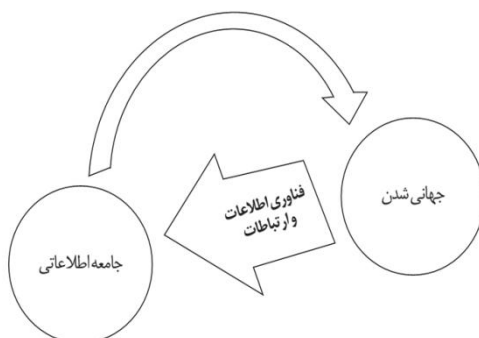 جهانی شدن
فناوری اطلاعات
و ارتباطات
جامعه اطلاعاتی